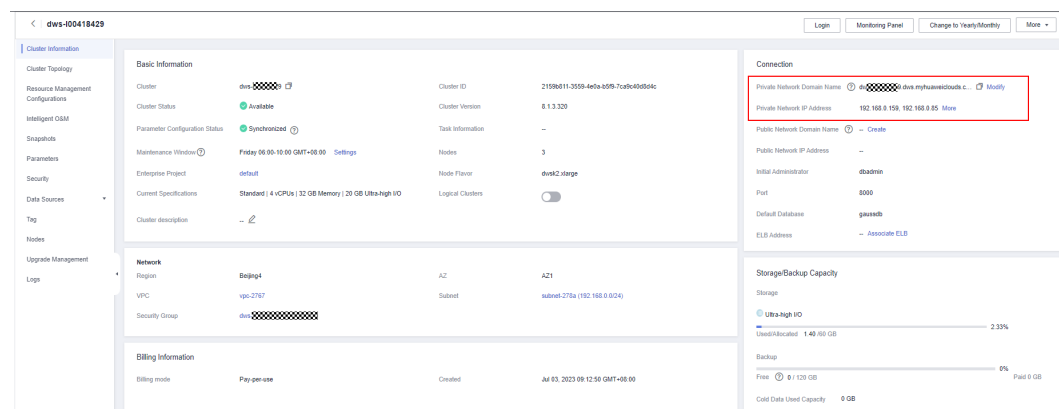 dws-l00418429
Login
Monitoring Panel
Change to Yearly/Monthly
More
Cluster Information
Cluster Topology
Resource Management Configurations
Intelligent O&M
Snapshots
Parameters
Security
Data Sources
Tag
Nodes
Upgrade Management
Logs
Basic Information
Cluster dws- 9 Cluster ID 2159b811-3559-4e0a-b5f9-7ca9c40d8d4c
Cluster Status Available Cluster Version 8.1.3.320
Parameter Configuration Status Synchronized ? Task Information --
Maintenance Window ? Friday 06:00-10:00 GMT+08:00 Settings Nodes 3
Enterprise Project default Node Flavor dwsk2.xlarge
Current Specifications Standard | 4 vCPUs | 32 GB Memory | 20 GB Ultra-high I/O Logical Clusters
Cluster description --
Network
Region Beijing4 AZ AZ1
VPC vpc-2767 Subnet subnet-278a (192.168.0.0/24)
Security Group dws-
Billing Information
Billing mode Pay-per-use Created Jul 03, 2023 09:12:50 GMT+08:00
Connection
Private Network Domain Name ? dws 9.dws.myhuaweiclouds.c... Modify
Private Network IP Address 192.168.0.159, 192.168.0.85 More
Public Network Domain Name ? -- Create
Public Network IP Address --
Initial Administrator dbadmin
Port 8000
Default Database gaussdb
ELB Address -- Associate ELB
Storage/Backup Capacity
Storage
Ultra-high I/O
2.33%
Used/Allocated 1.40 /60 GB
Backup
0%
Free ? 0 / 120 GB Paid 0 GB
Cold Data Used Capacity 0 GB